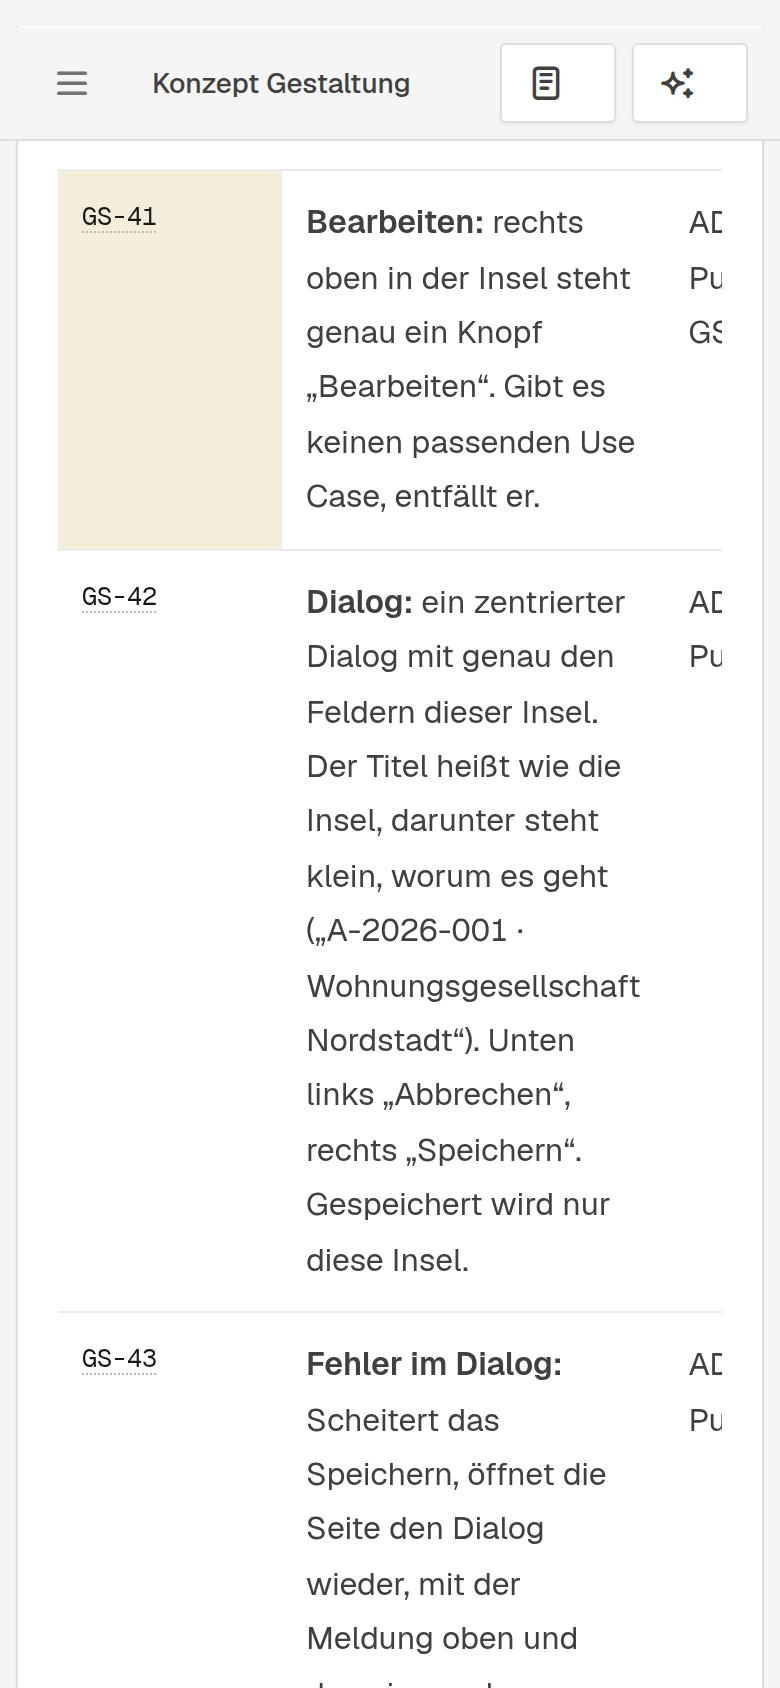 Konzept Gestaltung
GS-41
Bearbeiten: rechts
oben in der Insel steht
genau ein Knopf
„Bearbeiten“. Gibt es
keinen passenden Use
Case, entfällt er.
GS-42
Dialog: ein zentrierter
Dialog mit genau den
Feldern dieser Insel.
Der Titel heißt wie die
Insel, darunter steht
klein, worum es geht
(„A-2026-001 ·
Wohnungsgesellschaft
Nordstadt“). Unten
links „Abbrechen“,
rechts „Speichern“.
Gespeichert wird nur
diese Insel.
GS-43
Fehler im Dialog:
Scheitert das
Speichern, öffnet die
Seite den Dialog
wieder, mit der
Meldung oben und